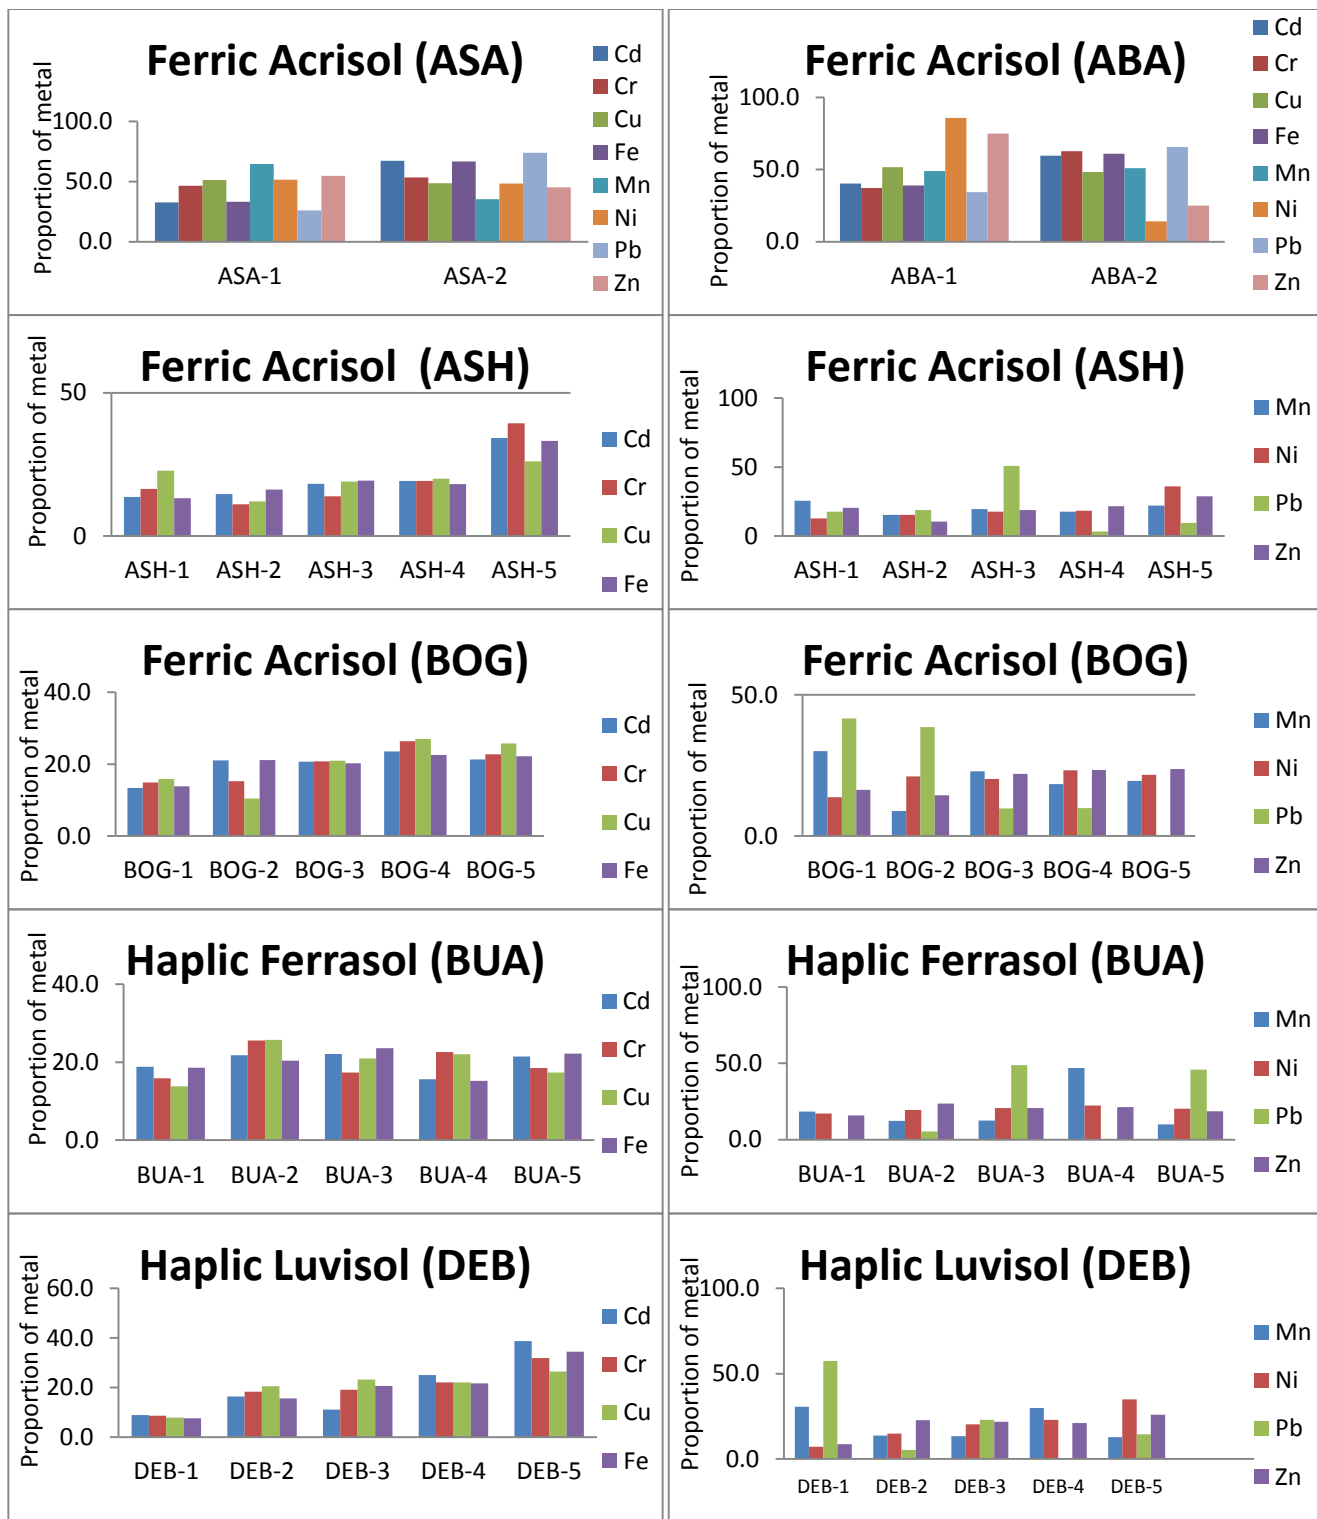 Ferric Acrisol (ASA)
Proportion of metal
100.0
50.0
0.0
ASA-1
ASA-2
Cd
Cr
Cu
Fe
Mn
Ni
Pb
Zn
Ferric Acrisol (ABA)
Proportion of metal
100.0
50.0
0.0
ABA-1
ABA-2
Cd
Cr
Cu
Fe
Mn
Ni
Pb
Zn
Ferric Acrisol (ASH)
Proportion of metal
50
0
ASH-1
ASH-2
ASH-3
ASH-4
ASH-5
Cd
Cr
Cu
Fe
Ferric Acrisol (ASH)
Proportion of metal
100
50
0
ASH-1
ASH-2
ASH-3
ASH-4
ASH-5
Mn
Ni
Pb
Zn
Ferric Acrisol (BOG)
Proportion of metal
40.0
20.0
0.0
BOG-1
BOG-2
BOG-3
BOG-4
BOG-5
Cd
Cr
Cu
Fe
Ferric Acrisol (BOG)
Proportion of metal
50.0
0.0
BOG-1
BOG-2
BOG-3
BOG-4
BOG-5
Mn
Ni
Pb
Zn
Haplic Ferrasol (BUA)
Proportion of metal
40.0
20.0
0.0
BUA-1
BUA-2
BUA-3
BUA-4
BUA-5
Cd
Cr
Cu
Fe
Haplic Ferrasol (BUA)
Proportion of metal
100.0
50.0
0.0
BUA-1
BUA-2
BUA-3
BUA-4
BUA-5
Mn
Ni
Pb
Zn
Haplic Luvisol (DEB)
Proportion of metal
60.0
40.0
20.0
0.0
DEB-1
DEB-2
DEB-3
DEB-4
DEB-5
Cd
Cr
Cu
Fe
Haplic Luvisol (DEB)
Proportion of metal
100.0
50.0
0.0
DEB-1
DEB-2
DEB-3
DEB-4
DEB-5
Mn
Ni
Pb
Zn